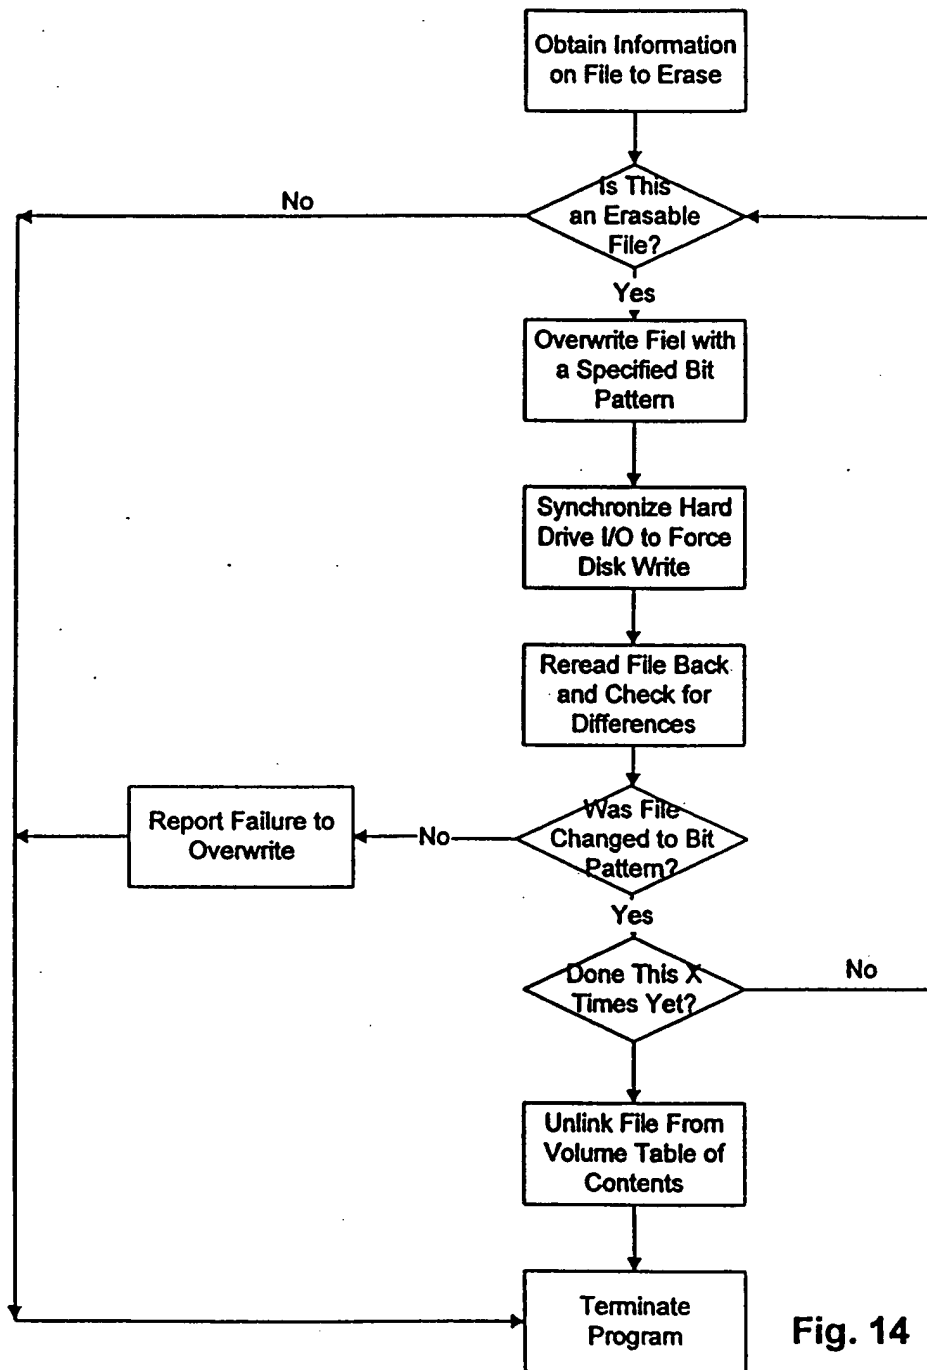 Obtain Information
on File to Erase
Is This
an Erasable
File?
No
Yes
Overwrite Fiel with
a Specified Bit
Pattern
Synchronize Hard
Drive I/O to Force
Disk Write
Reread File Back
and Check for
Differences
Was File
Changed to Bit
Pattern?
No
Report Failure to
Overwrite
Yes
Done This X
Times Yet?
No
Unlink File From
Volume Table of
Contents
Terminate
Program
Fig. 14